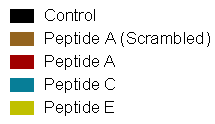 Control
Peptide A (Scrambled)
Peptide A
Peptide C
Peptide E